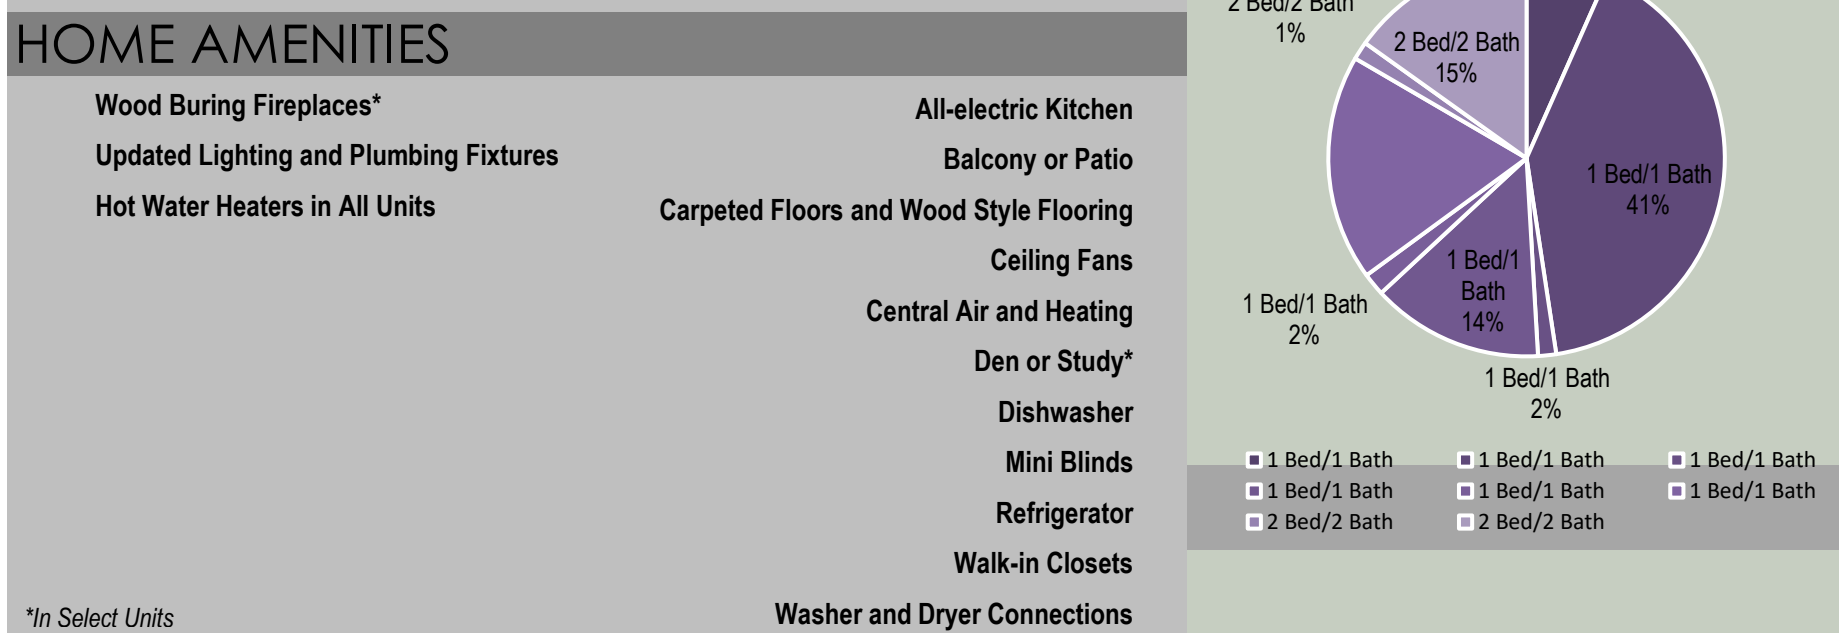 HOME AMENITIES
Wood Buring Fireplaces*
Updated Lighting and Plumbing Fixtures
Hot Water Heaters in All Units
All-electric Kitchen
Balcony or Patio
Carpeted Floors and Wood Style Flooring
Ceiling Fans
Central Air and Heating
Den or Study*
Dishwasher
Mini Blinds
Refrigerator
Walk-in Closets
Washer and Dryer Connections
*In Select Units
2 Bed/2 Bath
1%
2 Bed/2 Bath
15%
1 Bed/1 Bath
41%
1 Bed/1
Bath
14%
1 Bed/1 Bath
2%
1 Bed/1 Bath
2%
1 Bed/1 Bath 1 Bed/1 Bath 1 Bed/1 Bath
1 Bed/1 Bath 1 Bed/1 Bath 1 Bed/1 Bath
2 Bed/2 Bath 2 Bed/2 Bath